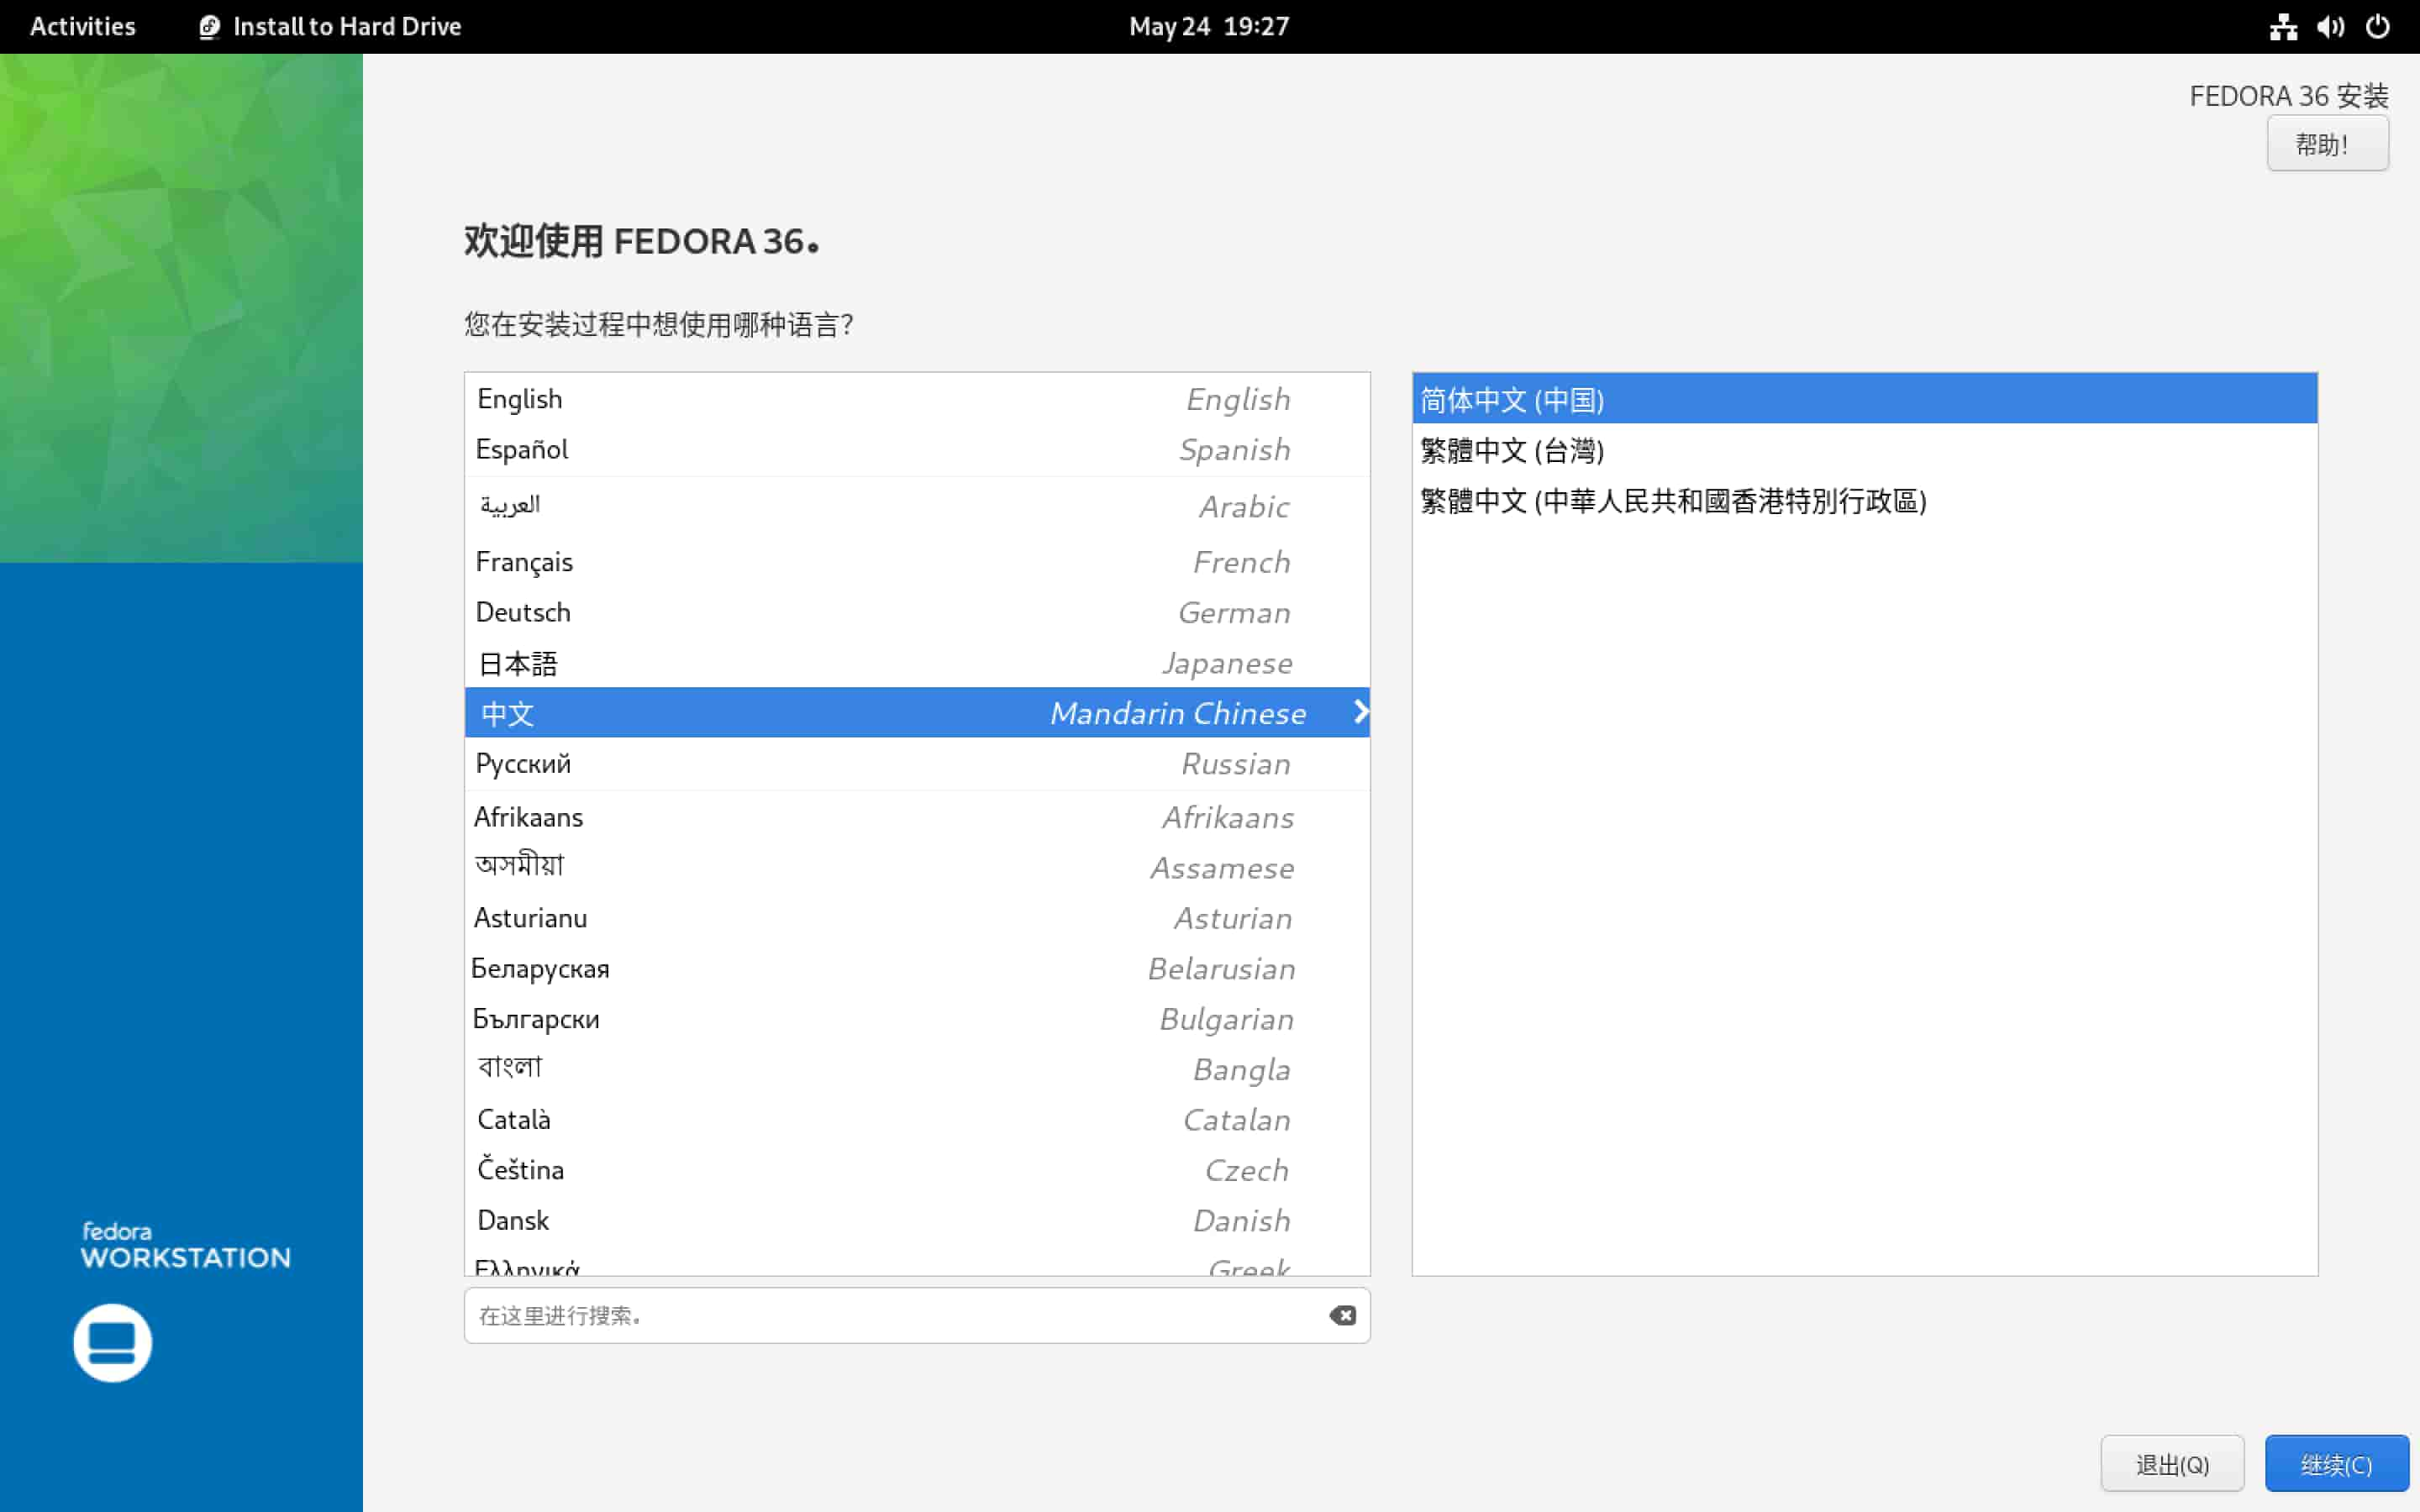 Activities Install to Hard Drive May 24 19:27
FEDORA 36 安装
帮助!
欢迎使用 FEDORA 36。
您在安装过程中想使用哪种语言?
English English
Español Spanish
العربية Arabic
Français French
Deutsch German
日本語 Japanese
中文 Mandarin Chinese
Русский Russian
Afrikaans Afrikaans
অসমীয়া Assamese
Asturianu Asturian
Беларуская Belarusian
Български Bulgarian
বাংলা Bangla
Català Catalan
Čeština Czech
Dansk Danish
Ελληνικά Greek
简体中文 (中国)
繁體中文 (台灣)
繁體中文 (中華人民共和國香港特別行政區)
在这里进行搜索。
fedora
WORKSTATION
退出(Q) 继续(C)